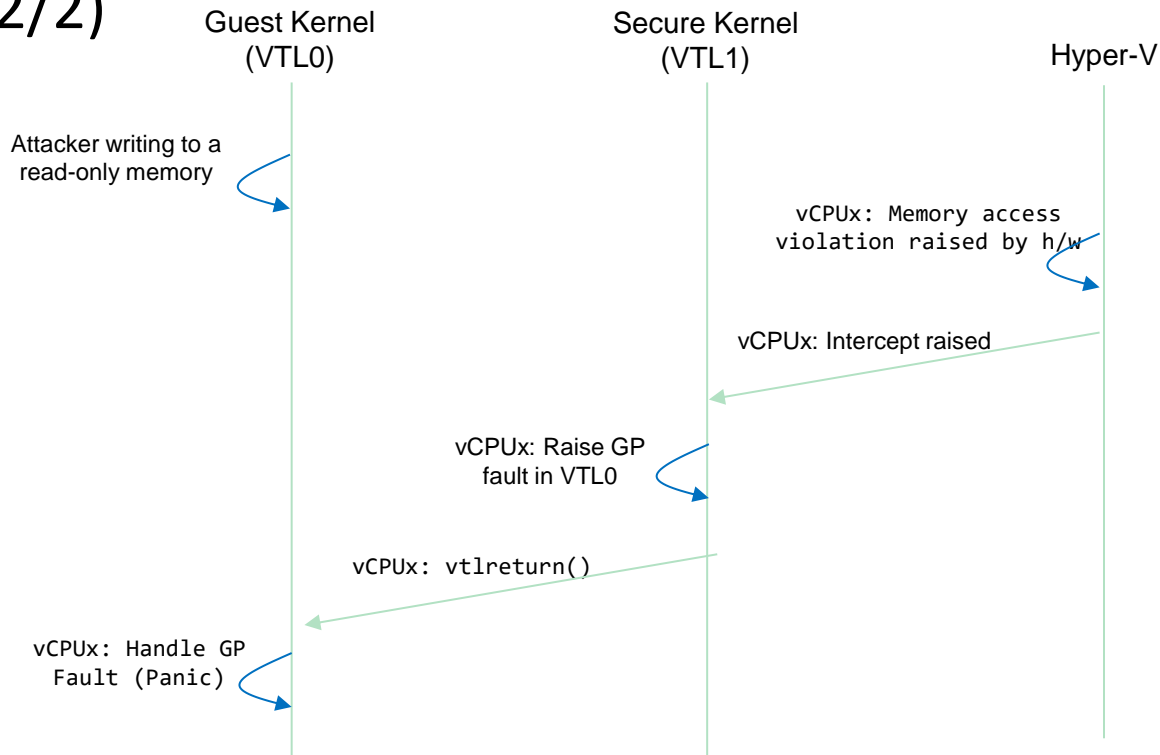 2/2)
Guest Kernel
(VTL0)
Secure Kernel
(VTL1)
Hyper-V
Attacker writing to a
read-only memory
vCPUx: Memory access
violation raised by h/w
vCPUx: Intercept raised
vCPUx: Raise GP
fault in VTL0
vCPUx: vtlreturn()
vCPUx: Handle GP
Fault (Panic)